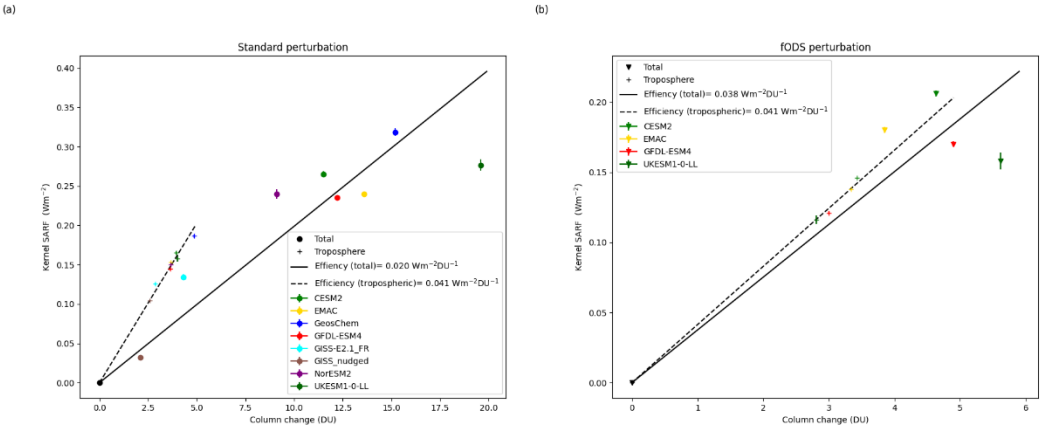 (a)
Standard perturbation
0.40
0.35
0.30
0.25
0.20
0.15
0.10
0.05
0.00
Kernel SARF (Wm⁻²)
Total
Troposphere
Effiency (total)= 0.020 Wm⁻²DU⁻¹
Efficiency (tropospheric)= 0.041 Wm⁻²DU⁻¹
CESM2
EMAC
GeosChem
GFDL-ESM4
GISS-E2.1_FR
GISS_nudged
NorESM2
UKESM1-0-LL
0.0 2.5 5.0 7.5 10.0 12.5 15.0 17.5 20.0
Column change (DU)
(b)
fODS perturbation
0.20
0.15
0.10
0.05
0.00
Kernel SARF (Wm⁻²)
Total
Troposphere
Effiency (total)= 0.038 Wm⁻²DU⁻¹
Efficiency (tropospheric)= 0.041 Wm⁻²DU⁻¹
CESM2
EMAC
GFDL-ESM4
UKESM1-0-LL
0 1 2 3 4 5 6
Column change (DU)